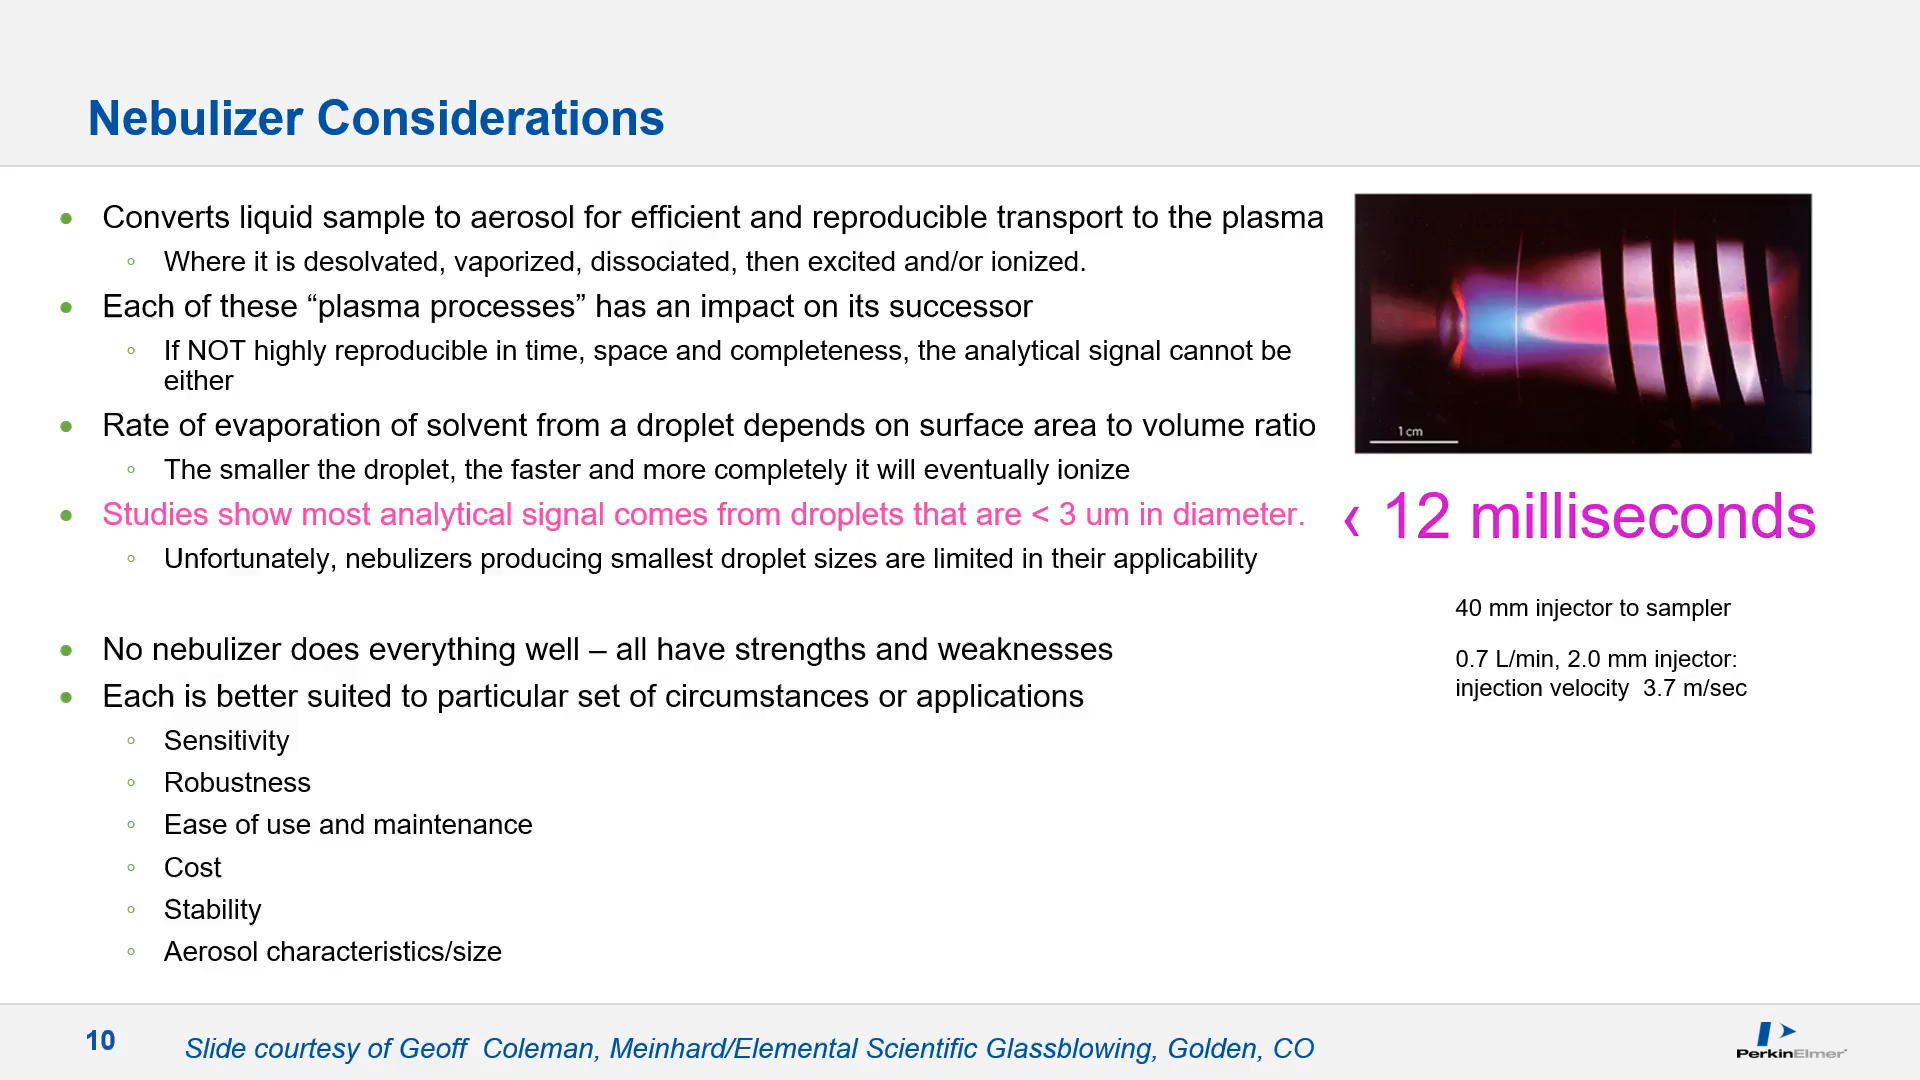 Nebulizer Considerations
• Converts liquid sample to aerosol for efficient and reproducible transport to the plasma
◦ Where it is desolvated, vaporized, dissociated, then excited and/or ionized.
• Each of these “plasma processes” has an impact on its successor
◦ If NOT highly reproducible in time, space and completeness, the analytical signal cannot be
either
• Rate of evaporation of solvent from a droplet depends on surface area to volume ratio
◦ The smaller the droplet, the faster and more completely it will eventually ionize
• Studies show most analytical signal comes from droplets that are < 3 um in diameter.
◦ Unfortunately, nebulizers producing smallest droplet sizes are limited in their applicability
• No nebulizer does everything well – all have strengths and weaknesses
• Each is better suited to particular set of circumstances or applications
◦ Sensitivity
◦ Robustness
◦ Ease of use and maintenance
◦ Cost
◦ Stability
◦ Aerosol characteristics/size
1 cm
‹ 12 milliseconds
40 mm injector to sampler
0.7 L/min, 2.0 mm injector:
injection velocity 3.7 m/sec
10
Slide courtesy of Geoff Coleman, Meinhard/Elemental Scientific Glassblowing, Golden, CO
PerkinElmer